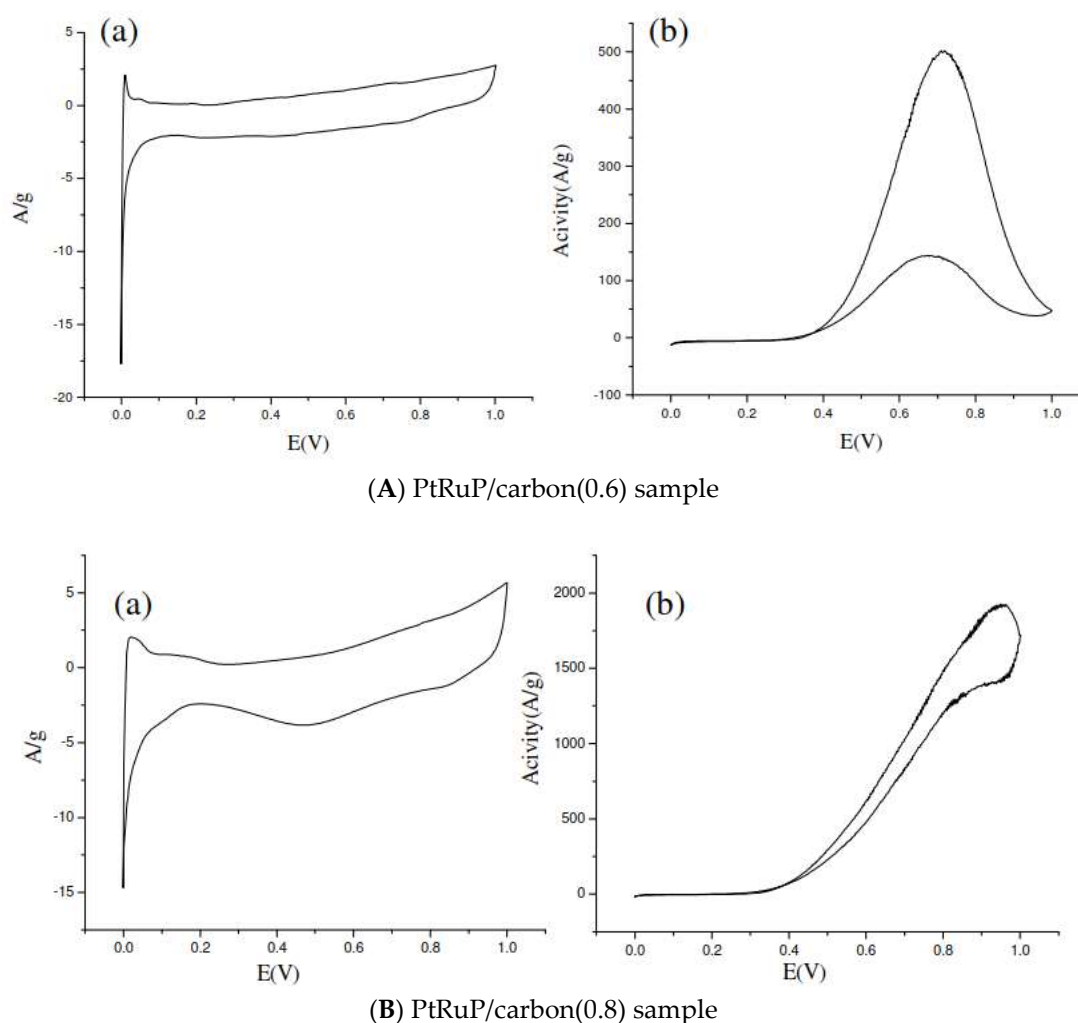 (a)
5
0
-5
-10
-15
-20
A/g
0.0 0.2 0.4 0.6 0.8 1.0
E(V)
(b)
500
400
300
200
100
0
-100
Acivity(A/g)
0.0 0.2 0.4 0.6 0.8 1.0
E(V)
(A) PtRuP/carbon(0.6) sample
(a)
5
0
-5
-10
-15
A/g
0.0 0.2 0.4 0.6 0.8 1.0
E(V)
(b)
2000
1500
1000
500
0
Acivity(A/g)
0.0 0.2 0.4 0.6 0.8 1.0
E(V)
(B) PtRuP/carbon(0.8) sample